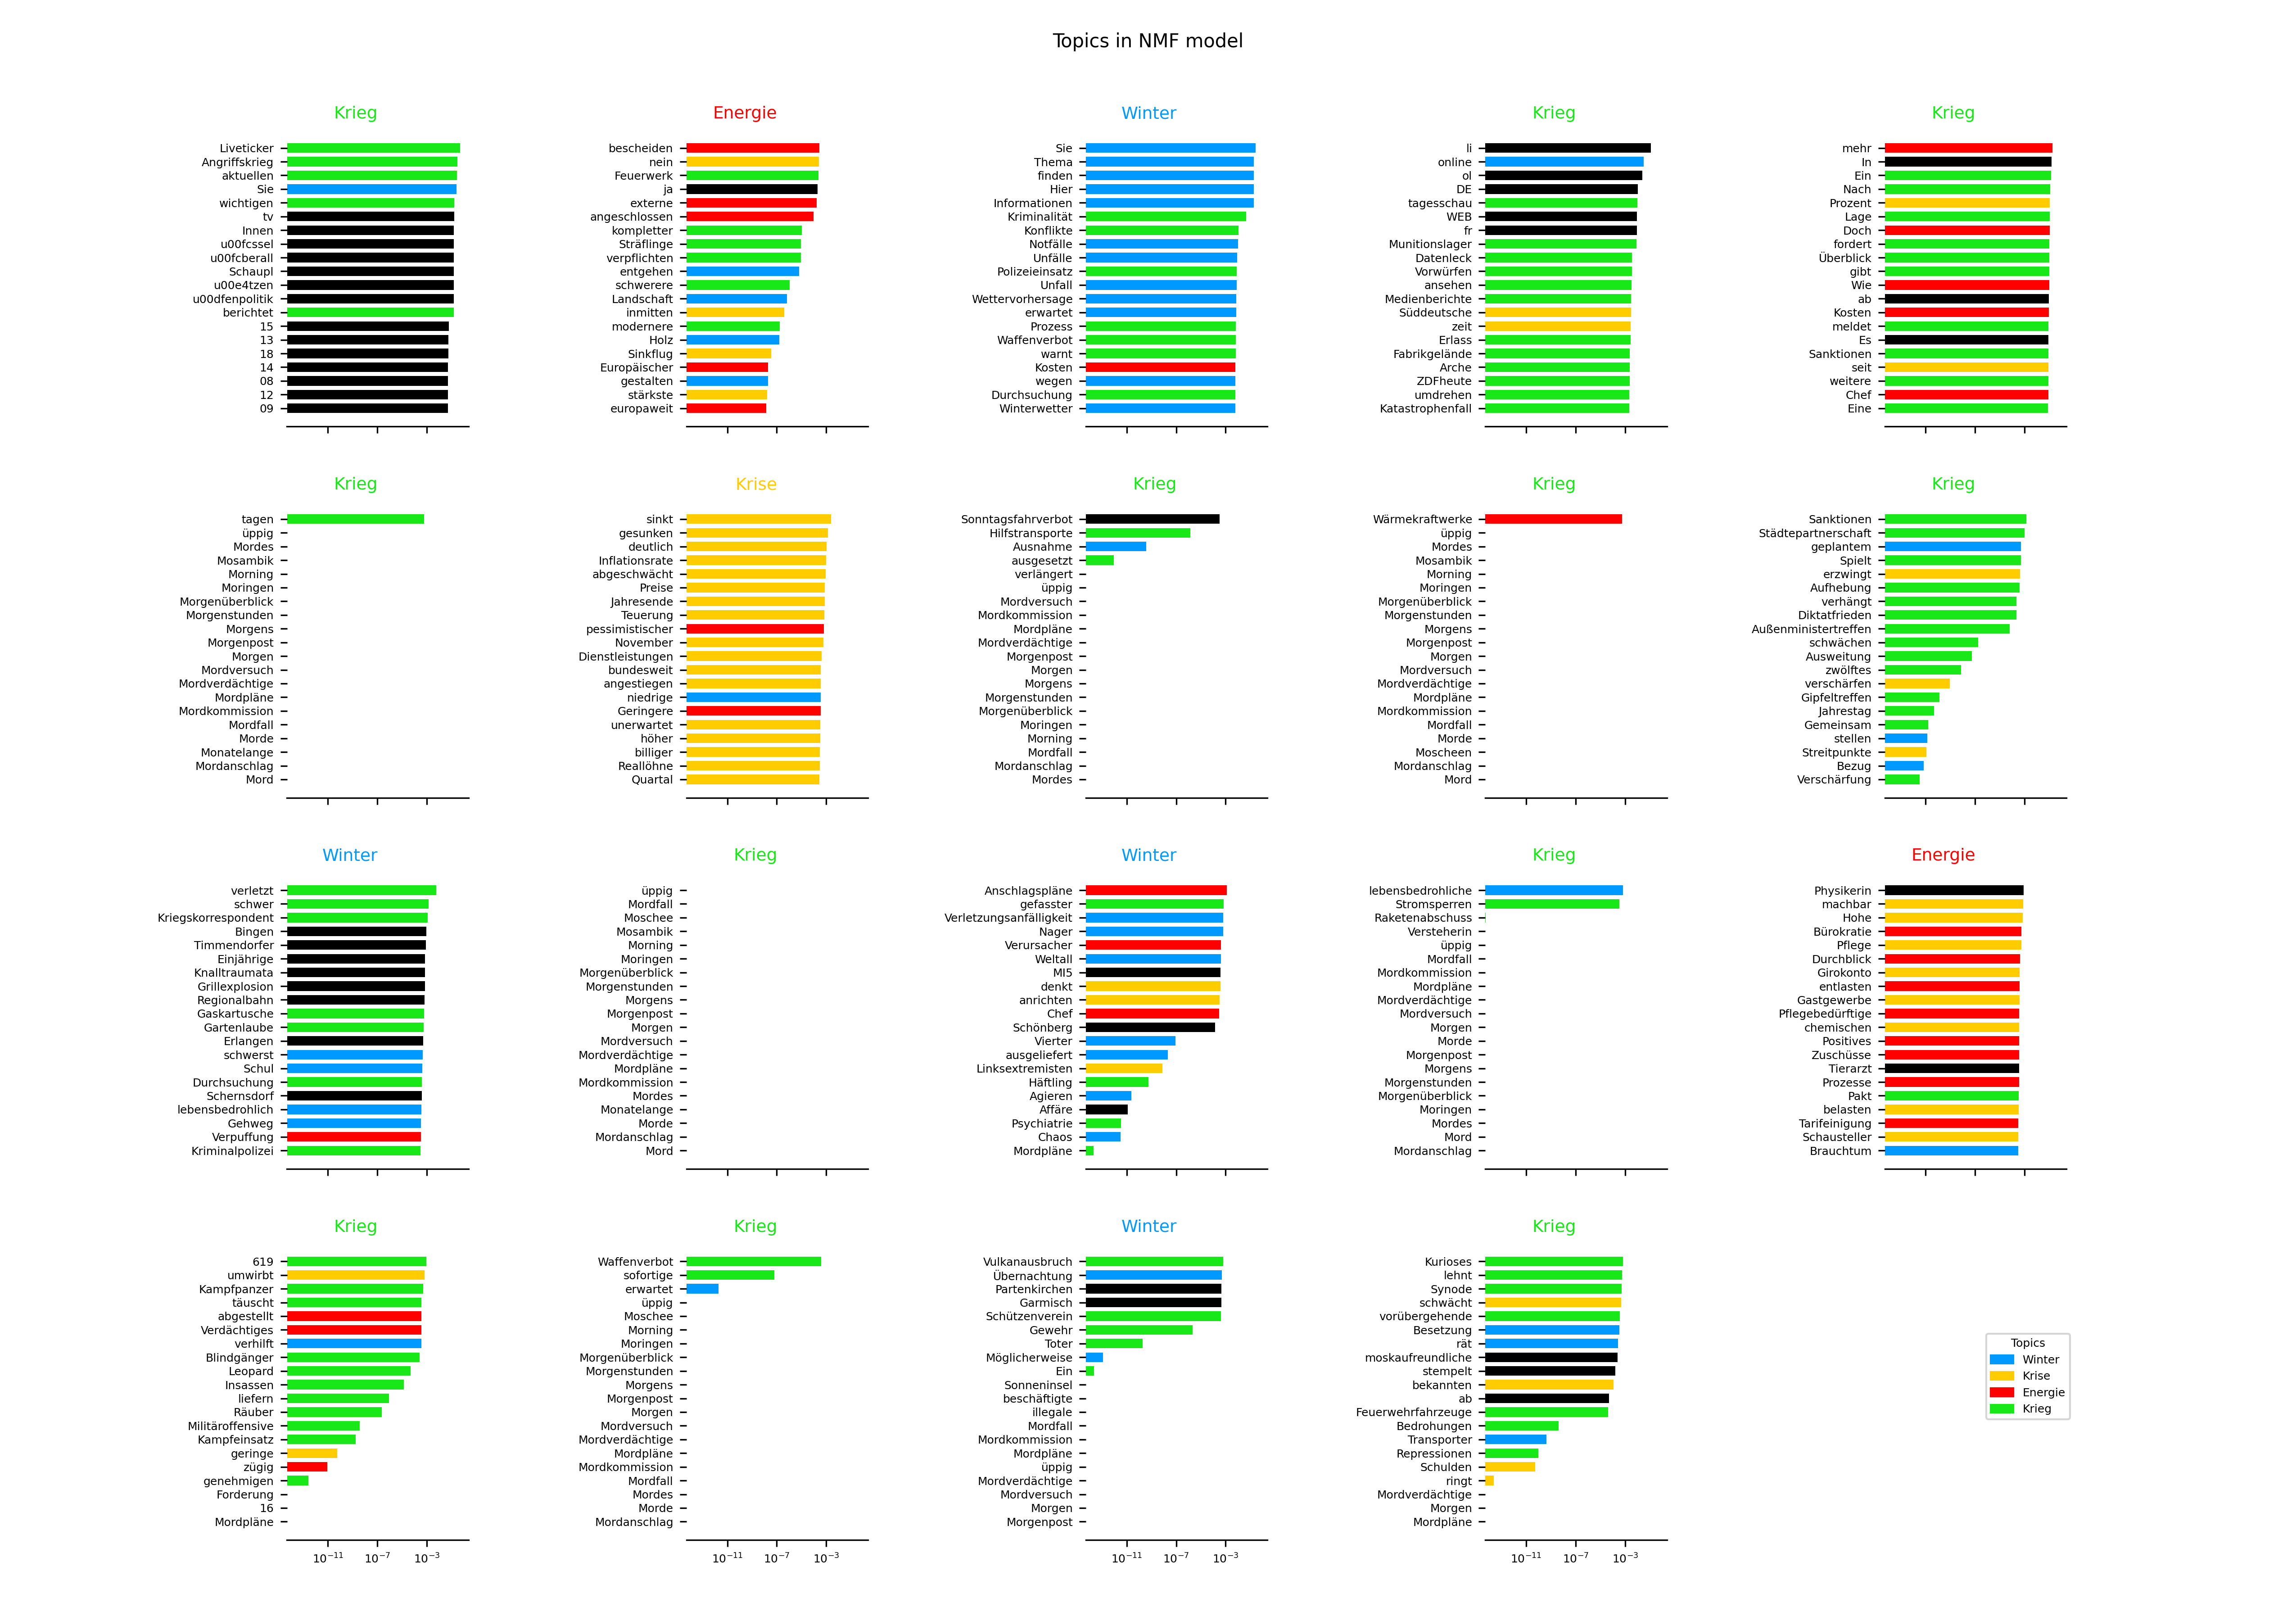 Topics in NMF model
Krieg
Liveticker
Angriffskrieg
aktuellen
Sie
wichtigen
tv
Innen
u00fcssel
u00fcberall
Schaupl
u00e4tzen
u00dfenpolitik
berichtet
15
13
18
14
08
12
09
Energie
bescheiden
nein
Feuerwerk
ja
externe
angeschlossen
kompletter
Sträflinge
verpflichten
entgehen
schwerere
Landschaft
inmitten
modernere
Holz
Sinkflug
Europäischer
gestalten
stärkste
europaweit
Winter
Sie
Thema
finden
Hier
Informationen
Kriminalität
Konflikte
Notfälle
Unfälle
Polizeieinsatz
Unfall
Wettervorhersage
erwartet
Prozess
Waffenverbot
warnt
Kosten
wegen
Durchsuchung
Winterwetter
Krieg
li
online
ol
DE
tagesschau
WEB
fr
Munitionslager
Datenleck
Vorwürfen
ansehen
Medienberichte
Süddeutsche
zeit
Erlass
Fabrikgelände
Arche
ZDFheute
umdrehen
Katastrophenfall
Krieg
mehr
In
Ein
Nach
Prozent
Lage
Doch
fordert
Überblick
gibt
Wie
ab
Kosten
meldet
Es
Sanktionen
seit
weitere
Chef
Eine
Krieg
tagen
üppig
Mordes
Mosambik
Morning
Moringen
Morgenüberblick
Morgenstunden
Morgens
Morgenpost
Morgen
Mordversuch
Mordverdächtige
Mordpläne
Mordkommission
Mordfall
Morde
Monatelange
Mordanschlag
Mord
Krise
sinkt
gesunken
deutlich
Inflationsrate
abgeschwächt
Preise
Jahresende
Teuerung
pessimistischer
November
Dienstleistungen
bundesweit
angestiegen
niedrige
Geringere
unerwartet
höher
billiger
Reallöhne
Quartal
Krieg
Sonntagsfahrverbot
Hilfstransporte
Ausnahme
ausgesetzt
verlängert
üppig
Mordversuch
Mordkommission
Mordpläne
Mordverdächtige
Morgenpost
Morgen
Morgens
Morgenstunden
Morgenüberblick
Moringen
Morning
Mordfall
Mordanschlag
Mordes
Krieg
Wärmekraftwerke
üppig
Mordes
Mosambik
Morning
Moringen
Morgenüberblick
Morgenstunden
Morgens
Morgenpost
Morgen
Mordversuch
Mordverdächtige
Mordpläne
Mordkommission
Mordfall
Morde
Moscheen
Mordanschlag
Mord
Krieg
Sanktionen
Städtepartnerschaft
geplantem
Spielt
erzwingt
Aufhebung
verhängt
Diktatfrieden
Außenministertreffen
schwächen
Ausweitung
zwölftes
verschärfen
Gipfeltreffen
Jahrestag
Gemeinsam
stellen
Streitpunkte
Bezug
Verschärfung
Winter
verletzt
schwer
Kriegskorrespondent
Bingen
Timmendorfer
Einjährige
Knalltraumata
Grillexplosion
Regionalbahn
Gaskartusche
Gartenlaube
Erlangen
schwerst
Schul
Durchsuchung
Schernsdorf
lebensbedrohlich
Gehweg
Verpuffung
Kriminalpolizei
Krieg
üppig
Mordfall
Moschee
Mosambik
Morning
Moringen
Morgenüberblick
Morgenstunden
Morgens
Morgenpost
Morgen
Mordversuch
Mordverdächtige
Mordpläne
Mordkommission
Mordes
Monatelange
Morde
Mordanschlag
Mord
Winter
Anschlagspläne
gefasster
Verletzungsanfälligkeit
Nager
Verursacher
Weltall
MI5
denkt
anrichten
Chef
Schönberg
Vierter
ausgeliefert
Linksextremisten
Häftling
Agieren
Affäre
Psychiatrie
Chaos
Mordpläne
Krieg
lebensbedrohliche
Stromsperren
Raketenabschuss
Versteherin
üppig
Mordfall
Mordkommission
Mordpläne
Mordverdächtige
Mordversuch
Morgen
Morde
Morgenpost
Morgens
Morgenstunden
Morgenüberblick
Moringen
Mordes
Mord
Mordanschlag
Energie
Physikerin
machbar
Hohe
Bürokratie
Pflege
Durchblick
Girokonto
entlasten
Gastgewerbe
Pflegebedürftige
chemischen
Positives
Zuschüsse
Tierarzt
Prozesse
Pakt
belasten
Tarifeinigung
Schausteller
Brauchtum
Krieg
619
umwirbt
Kampfpanzer
täuscht
abgestellt
Verdächtiges
verhilft
Blindgänger
Leopard
Insassen
liefern
Räuber
Militäroffensive
Kampfeinsatz
geringe
zügig
genehmigen
Forderung
16
Mordpläne
10⁻¹¹ 10⁻⁷ 10⁻³
Krieg
Waffenverbot
sofortige
erwartet
üppig
Moschee
Morning
Moringen
Morgenüberblick
Morgenstunden
Morgens
Morgenpost
Morgen
Mordversuch
Mordverdächtige
Mordpläne
Mordkommission
Mordfall
Mordes
Morde
Mordanschlag
10⁻¹¹ 10⁻⁷ 10⁻³
Winter
Vulkanausbruch
Übernachtung
Partenkirchen
Garmisch
Schützenverein
Gewehr
Toter
Möglicherweise
Ein
Sonneninsel
beschäftigte
illegale
Mordfall
Mordkommission
Mordpläne
üppig
Mordverdächtige
Mordversuch
Morgen
Morgenpost
10⁻¹¹ 10⁻⁷ 10⁻³
Krieg
Kurioses
lehnt
Synode
schwächt
vorübergehende
Besetzung
rät
moskaufreundliche
stempelt
bekannten
ab
Feuerwehrfahrzeuge
Bedrohungen
Transporter
Repressionen
Schulden
ringt
Mordverdächtige
Morgen
Mordpläne
10⁻¹¹ 10⁻⁷ 10⁻³
Topics
Winter
Krise
Energie
Krieg